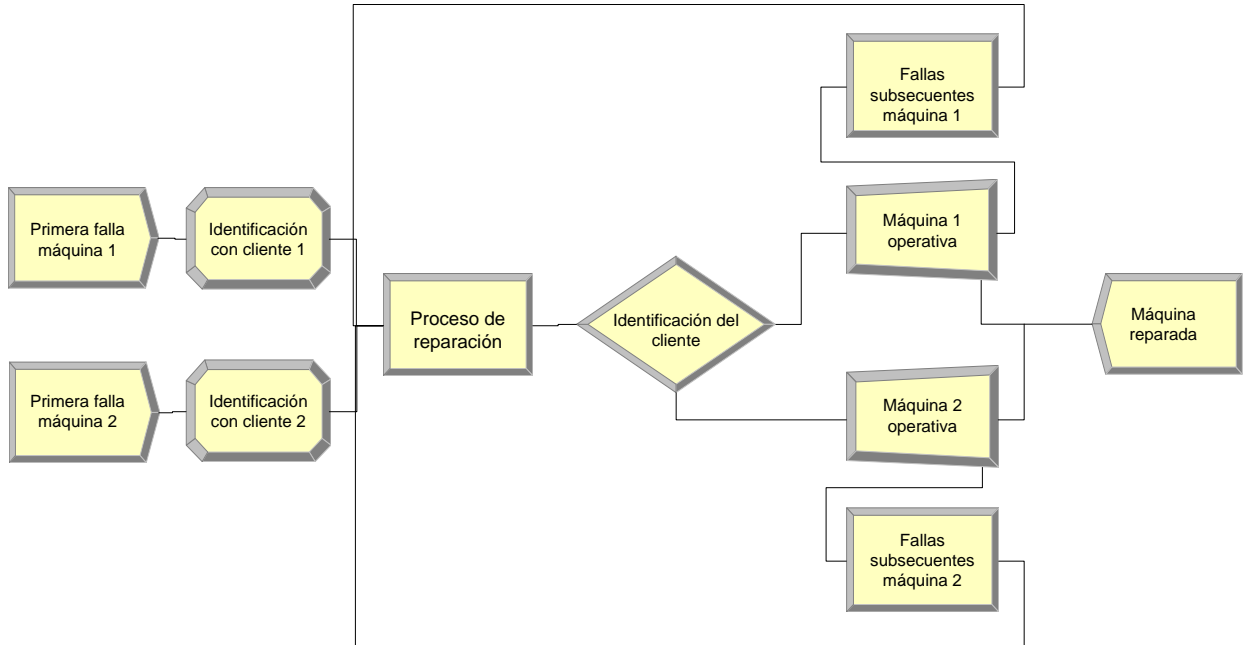 Fallas
subsecuentes
máquina 1
Primera falla
máquina 1
Identificación
con cliente 1
Máquina 1
operativa
Proceso de
reparación
Identificación del
cliente
Máquina
reparada
Primera falla
máquina 2
Identificación
con cliente 2
Máquina 2
operativa
Fallas
subsecuentes
máquina 2